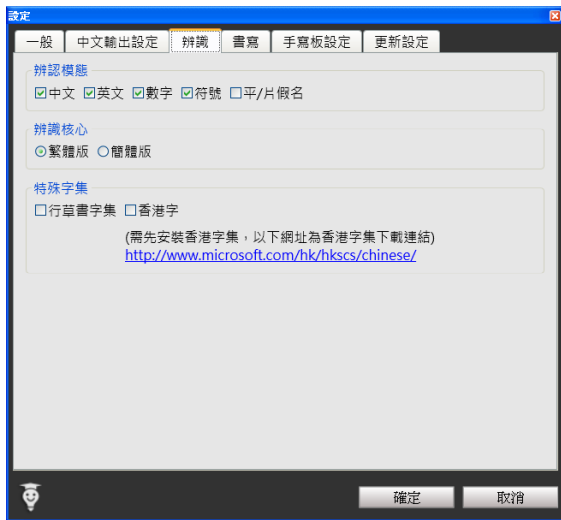 設定
一般 中文輸出設定 辨識 書寫 手寫板設定 更新設定
辨認模態
中文 英文 數字 符號 平/片假名
辨識核心
繁體版 簡體版
特殊字集
行草書字集 香港字
(需先安裝香港字集，以下網址為香港字集下載連結)
http://www.microsoft.com/hk/hkscs/chinese/
確定 取消